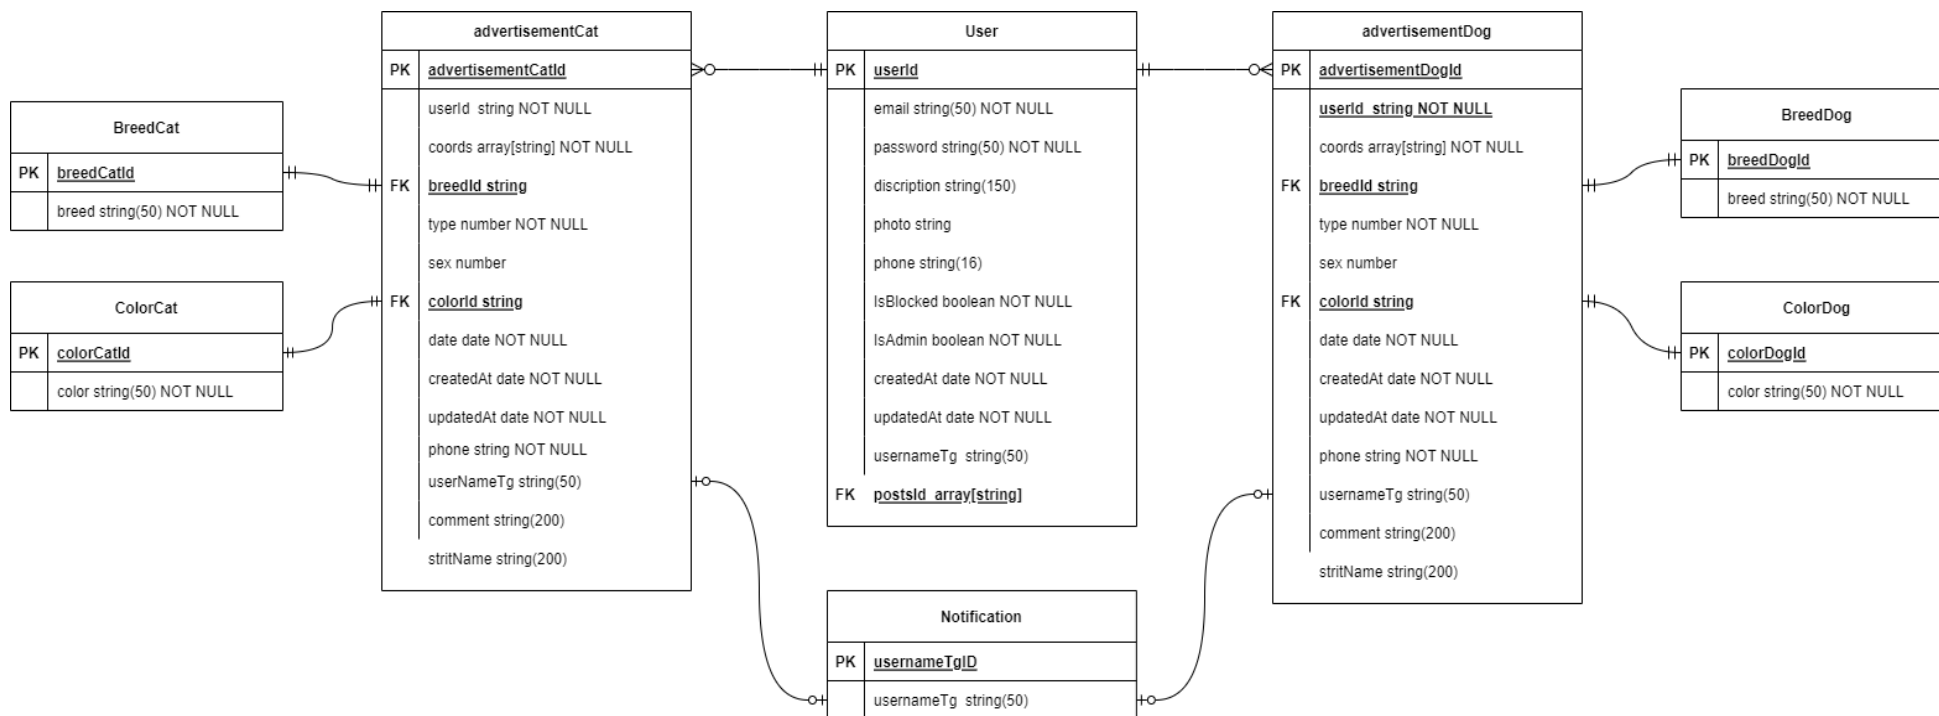 advertisementCat
PK advertisementCatId
userId string NOT NULL
coords array[string] NOT NULL
FK breedId string
type number NOT NULL
sex number
FK colorId string
date date NOT NULL
createdAt date NOT NULL
updatedAt date NOT NULL
phone string NOT NULL
userNameTg string(50)
comment string(200)
stritName string(200)
User
PK userId
email string(50) NOT NULL
password string(50) NOT NULL
discription string(150)
photo string
phone string(16)
IsBlocked boolean NOT NULL
IsAdmin boolean NOT NULL
createdAt date NOT NULL
updatedAt date NOT NULL
usernameTg string(50)
FK postsId array[string]
advertisementDog
PK advertisementDogId
userId string NOT NULL
coords array[string] NOT NULL
FK breedId string
type number NOT NULL
sex number
FK colorId string
date date NOT NULL
createdAt date NOT NULL
updatedAt date NOT NULL
phone string NOT NULL
usernameTg string(50)
comment string(200)
stritName string(200)
BreedCat
PK breedCatId
breed string(50) NOT NULL
ColorCat
PK colorCatId
color string(50) NOT NULL
BreedDog
PK breedDogId
breed string(50) NOT NULL
ColorDog
PK colorDogId
color string(50) NOT NULL
Notification
PK usernameTgID
usernameTg string(50)